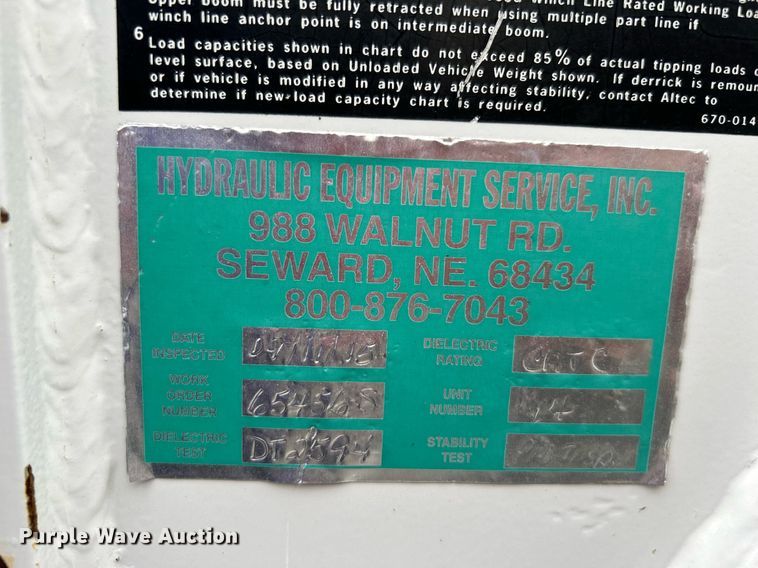 upper boom must be fully retracted when using multiple part line if
winch line anchor point is on intermediate boom.
6 Load capacities shown in chart do not exceed 85% of actual tipping loads
level surface, based on Unloaded Vehicle Weight shown. If derrick is
or if vehicle is modified in any way affecting stability, contact Altec to
determine if new load capacity chart is required.
670-014
HYDRAULIC EQUIPMENT SERVICE, INC.
988 WALNUT RD.
SEWARD, NE. 68434
800-876-7043
DATE
INSPECTED
DIELECTRIC
RATING CAT C
WORK
ORDER
NUMBER 65456-S
UNIT
NUMBER 14
DIELECTRIC
TEST
STABILITY
TEST
Purple Wave Auction